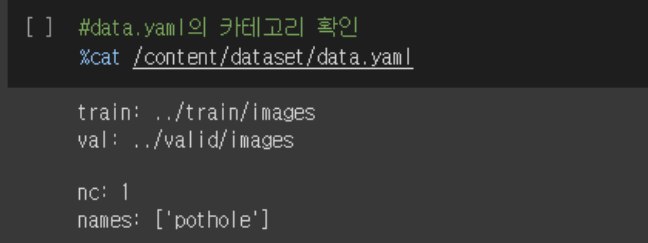 [ ] #data.yaml의 카테고리 확인
%cat /content/dataset/data.yaml
train: ../train/images
val: ../valid/images
nc: 1
names: ['pothole']